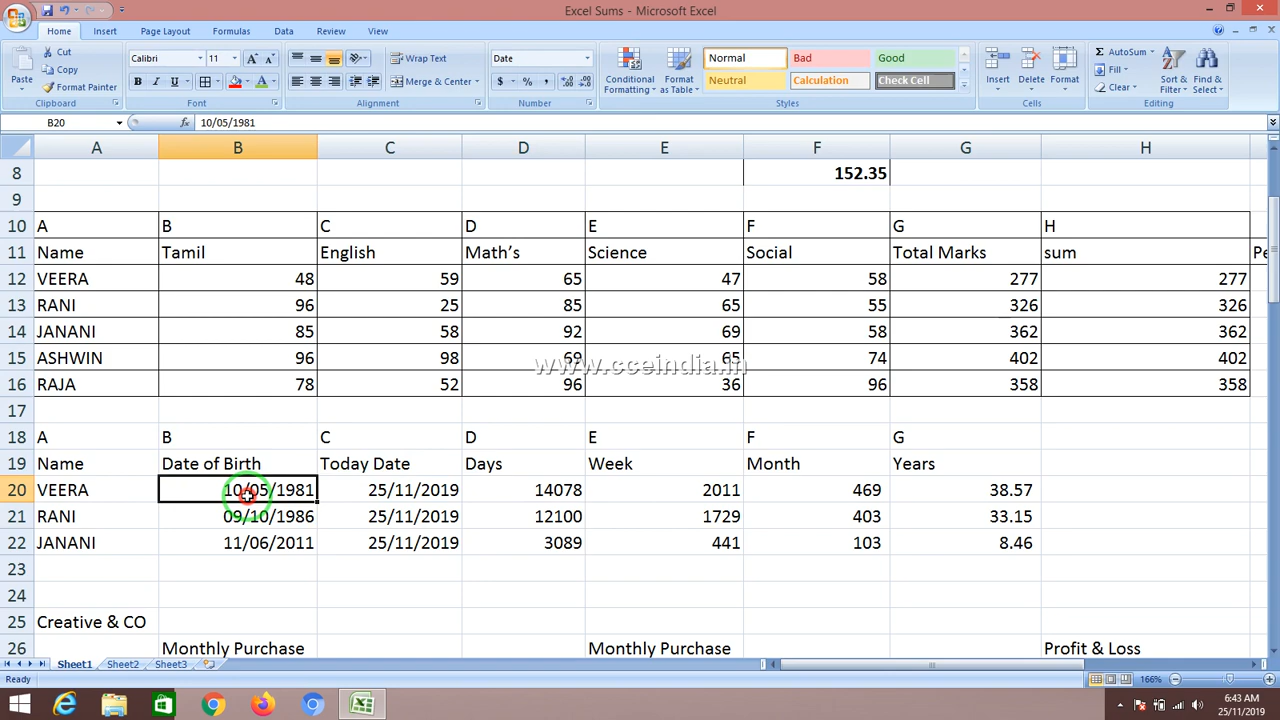 Excel Sums - Microsoft Excel
Home Insert Page Layout Formulas Data Review View
Paste Cut Copy Format Painter Clipboard
Calibri 11 B I U Font
Wrap Text Merge & Center Alignment
Date $ % , Number
Conditional Formatting Format as Table Normal Bad Good Neutral Calculation Check Cell Styles
Insert Delete Format Cells
Σ AutoSum Fill Clear Sort & Filter Find & Select Editing
B20 fx 10/05/1981
A B C D E F G H
8 152.35
9
10 A B C D E F G H
11 Name Tamil English Math’s Science Social Total Marks sum Pe
12 VEERA 48 59 65 47 58 277 277
13 RANI 96 25 85 65 55 326 326
14 JANANI 85 58 92 69 58 362 362
15 ASHWIN 96 98 69 65 74 402 402
www.cceindia.in
16 RAJA 78 52 96 36 96 358 358
17
18 A B C D E F G
19 Name Date of Birth Today Date Days Week Month Years
20 VEERA 10/05/1981 25/11/2019 14078 2011 469 38.57
21 RANI 09/10/1986 25/11/2019 12100 1729 403 33.15
22 JANANI 11/06/2011 25/11/2019 3089 441 103 8.46
23
24
25 Creative & CO
26 Monthly Purchase Monthly Purchase Profit & Loss
Sheet1 Sheet2 Sheet3
Ready 166%
6:43 AM
25/11/2019